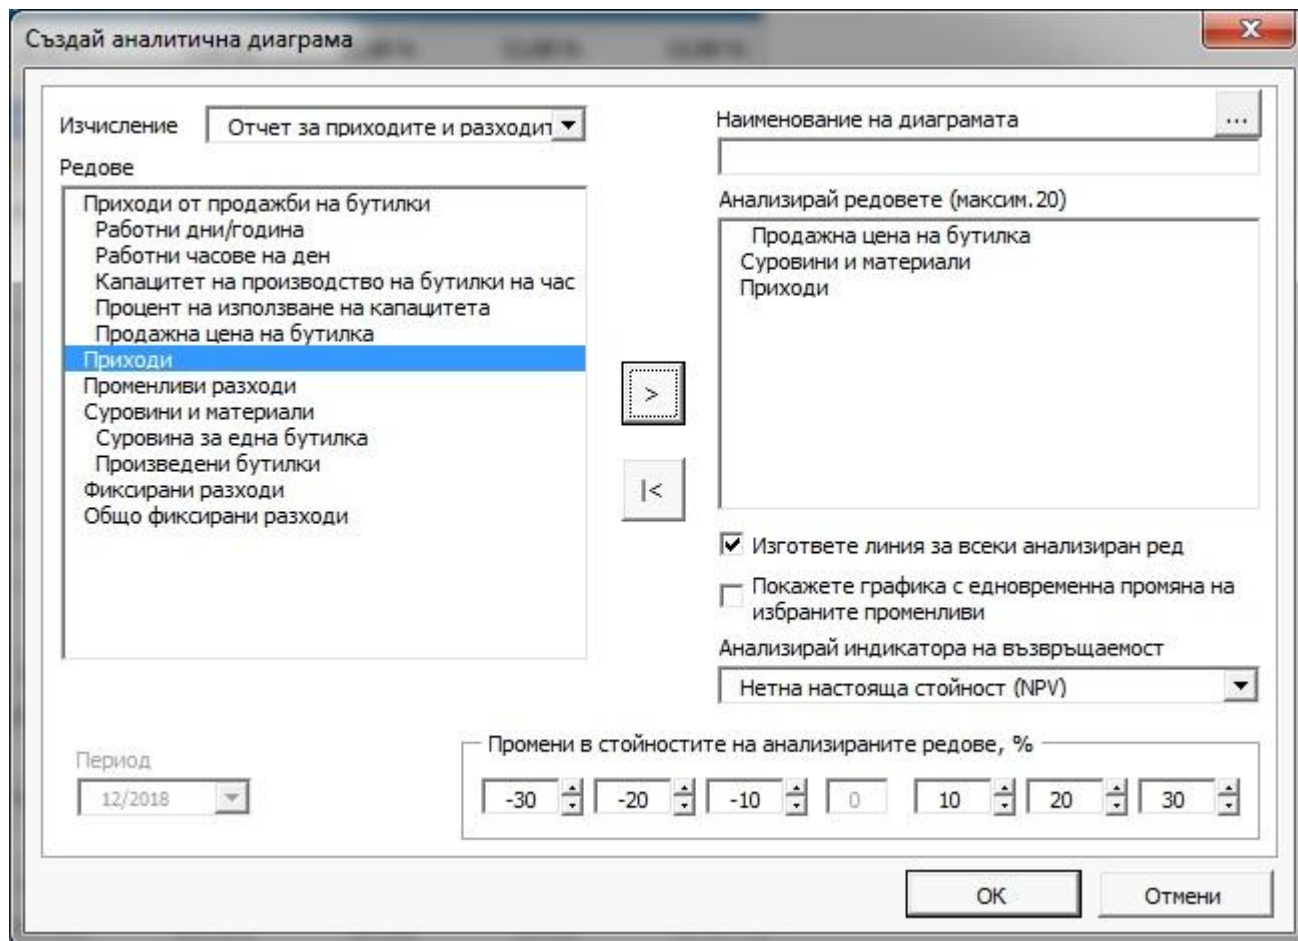 Създай аналитична диаграма
Изчисление
Отчет за приходите и разходит
Редове
Приходи от продажби на бутилки
Работни дни/година
Работни часове на ден
Капацитет на производство на бутилки на час
Процент на използване на капацитета
Продажна цена на бутилка
Приходи
Променливи разходи
Суровини и материали
Суровина за една бутилка
Произведени бутилки
Фиксирани разходи
Общо фиксирани разходи
>
|<
Наименование на диаграмата
...
Анализирай редовете (максим.20)
Продажна цена на бутилка
Суровини и материали
Приходи
Изгответе линия за всеки анализиран ред
Покажете графика с едновременна промяна на
избраните променливи
Анализирай индикатора на възвръщаемост
Нетна настояща стойност (NPV)
Период
12/2018
Промени в стойностите на анализираните редове, %
-30 -20 -10 0 10 20 30
OK Отмени